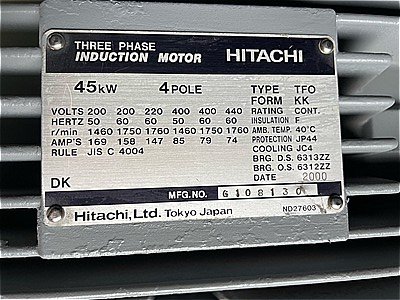 THREE PHASE
INDUCTION MOTOR HITACHI
45kW 4POLE TYPE TFO
FORM KK
VOLTS 200 200 220 400 400 440 RATING CONT.
HERTZ 50 60 60 50 60 60 INSULATION F
r/min 1460 1750 1760 1460 1750 1760 AMB. TEMP. 40°C
AMP'S 169 158 147 85 79 74 PROTECTION JP44
RULE JIS C 4004 COOLING JC4
BRG. D.S. 6313ZZ
BRG. O.S. 6312ZZ
DK DATE 2000
MFG.NO. G108130
Hitachi, Ltd. Tokyo Japan ND27603